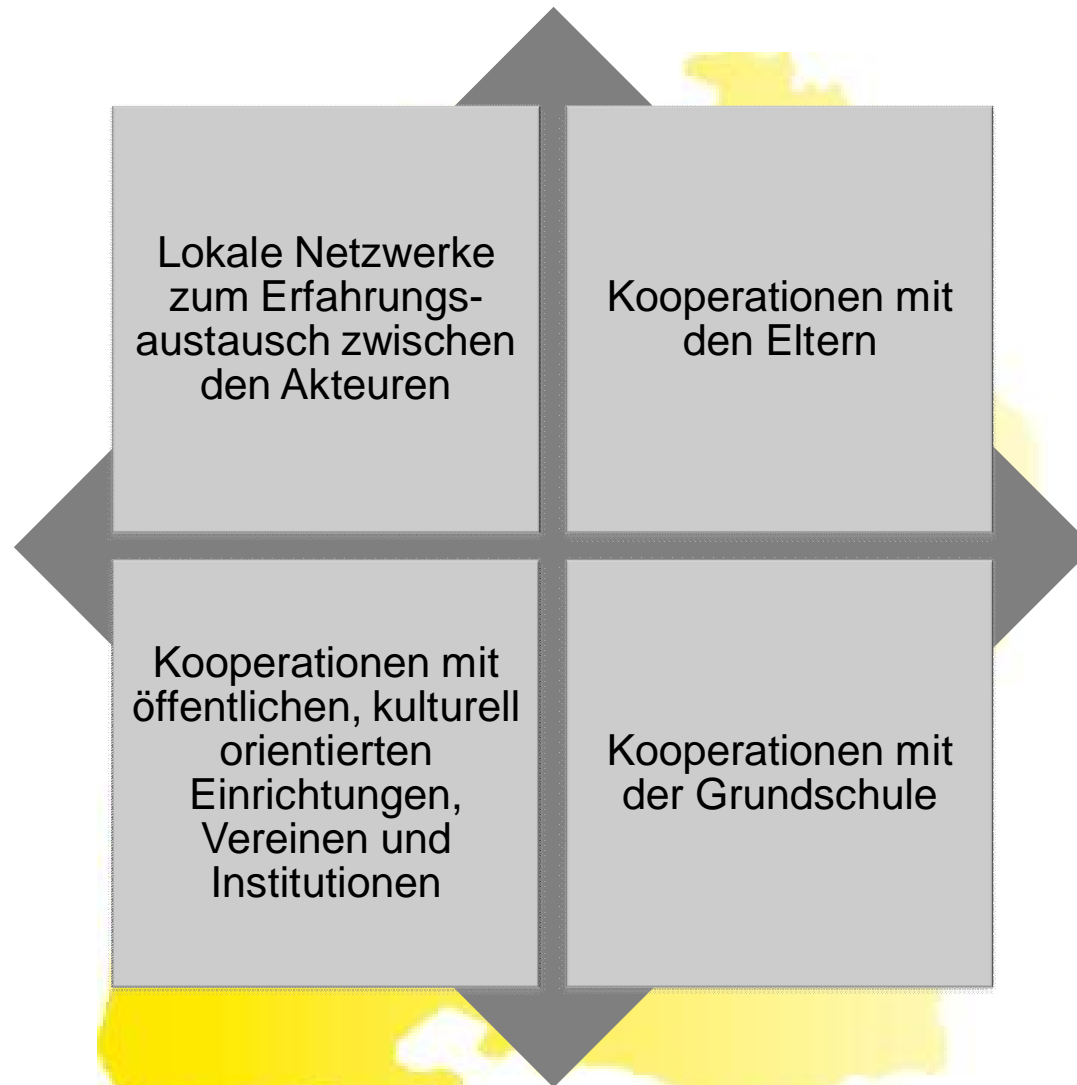 Lokale Netzwerke
zum Erfahrungs-
austausch zwischen
den Akteuren
Kooperationen mit
den Eltern
Kooperationen mit
öffentlichen, kulturell
orientierten
Einrichtungen,
Vereinen und
Institutionen
Kooperationen mit
der Grundschule